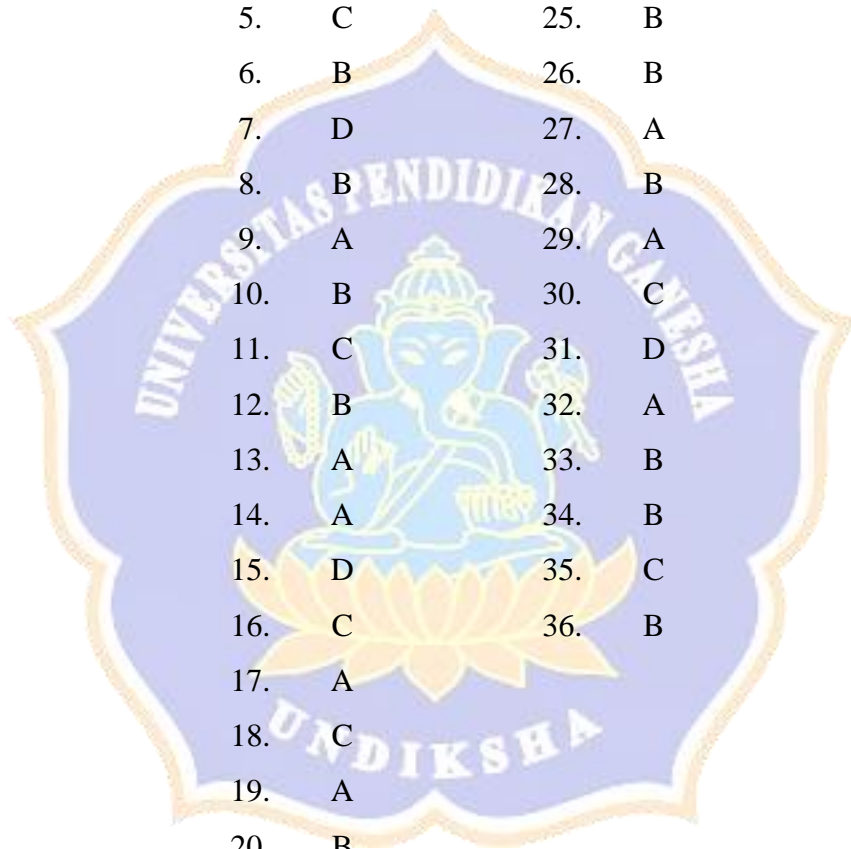 5. C 25. B
6. B 26. B
7. D 27. A
8. B 28. B
9. A 29. A
10. B 30. C
11. C 31. D
12. B 32. A
13. A 33. B
14. A 34. B
15. D 35. C
16. C 36. B
17. A
18. C
19. A
20. B
UNIVERSITAS PENDIDIKAN GANESHA
UNDIKSHA